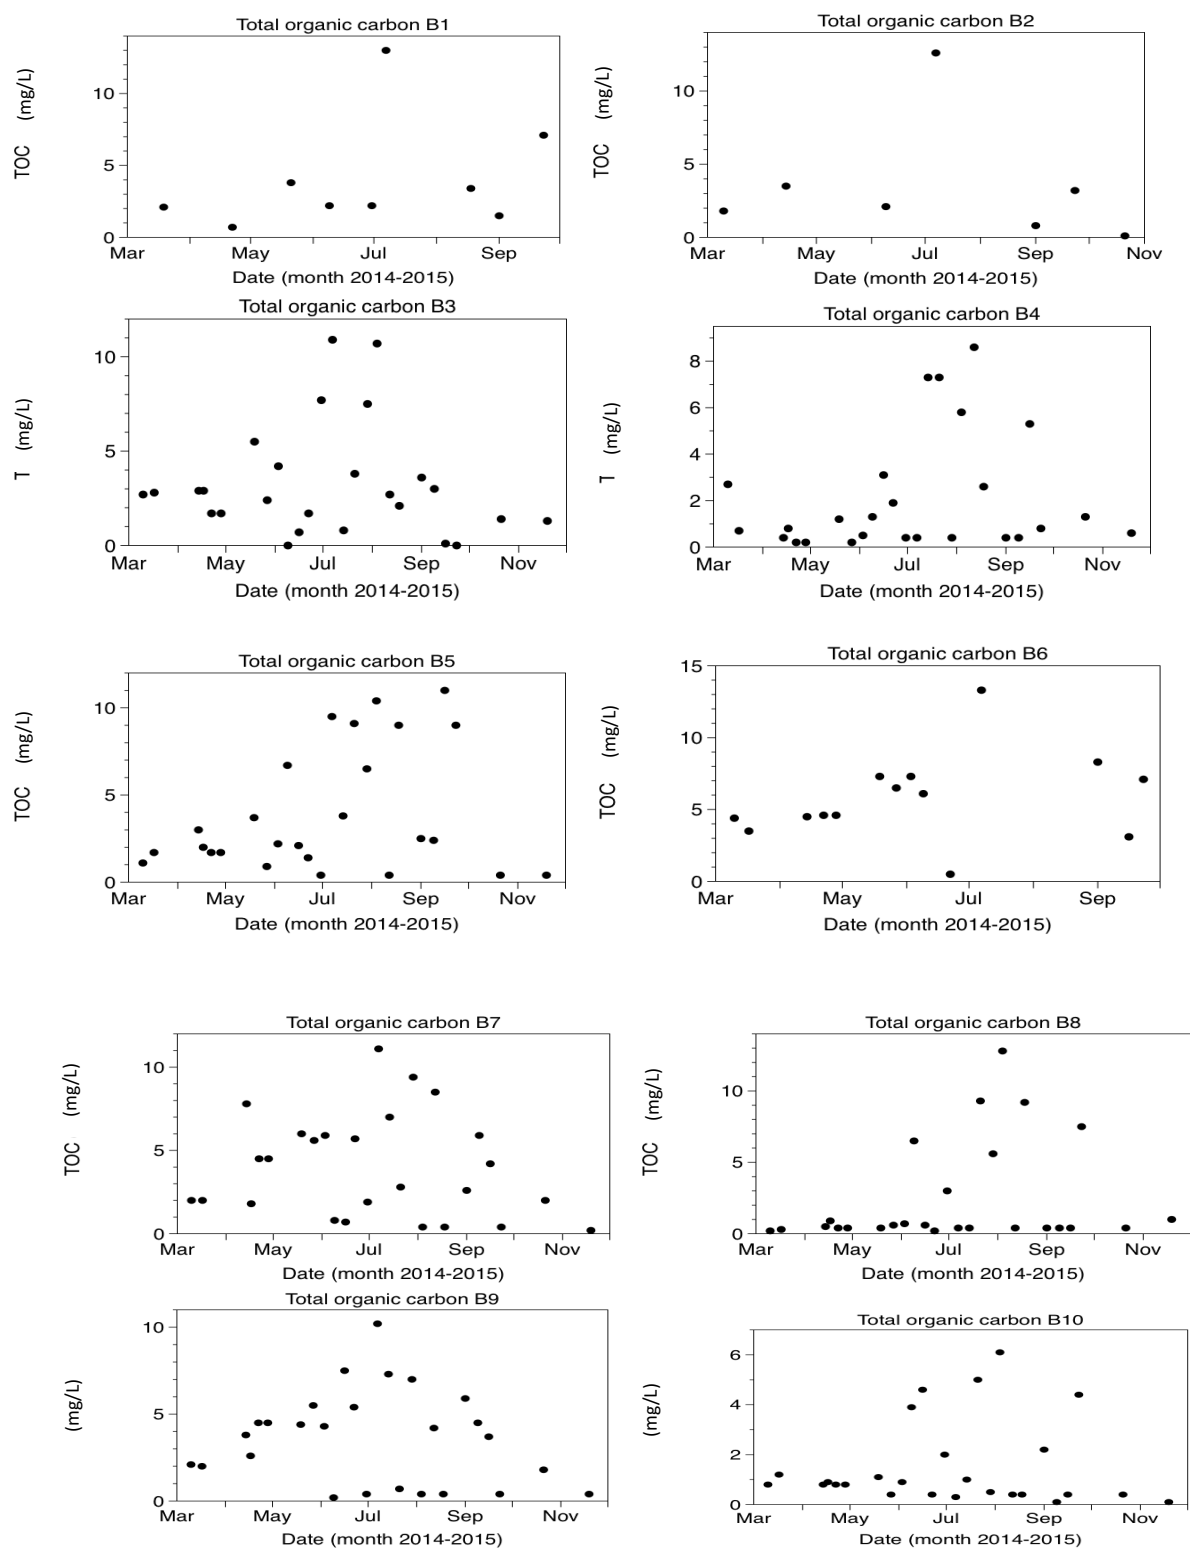 Total organic carbon B1
TOC (mg/L)
10
5
0
Mar May Jul Sep
Date (month 2014-2015)
Total organic carbon B2
TOC (mg/L)
10
5
0
Mar May Jul Sep Nov
Date (month 2014-2015)
Total organic carbon B3
T (mg/L)
10
5
0
Mar May Jul Sep Nov
Date (month 2014-2015)
Total organic carbon B4
T (mg/L)
8
6
4
2
0
Mar May Jul Sep Nov
Date (month 2014-2015)
Total organic carbon B5
TOC (mg/L)
10
5
0
Mar May Jul Sep Nov
Date (month 2014-2015)
Total organic carbon B6
TOC (mg/L)
15
10
5
0
Mar May Jul Sep
Date (month 2014-2015)
Total organic carbon B7
TOC (mg/L)
10
5
0
Mar May Jul Sep Nov
Date (month 2014-2015)
Total organic carbon B8
TOC (mg/L)
10
5
0
Mar May Jul Sep Nov
Date (month 2014-2015)
Total organic carbon B9
(mg/L)
10
5
0
Mar May Jul Sep Nov
Date (month 2014-2015)
Total organic carbon B10
(mg/L)
6
4
2
0
Mar May Jul Sep Nov
Date (month 2014-2015)